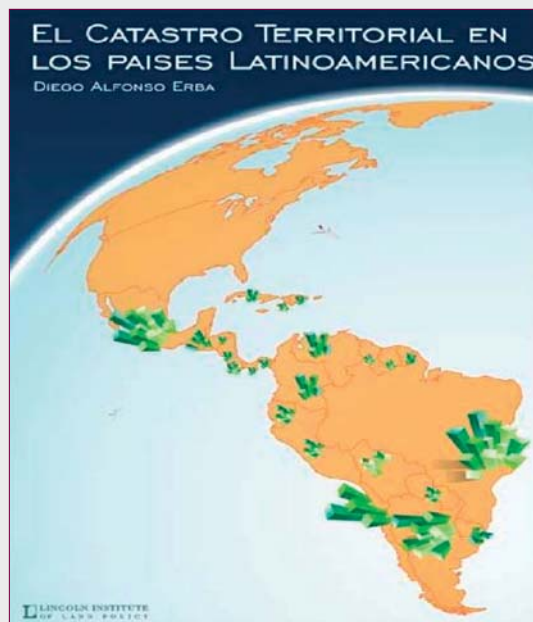 EL CATASTRO TERRITORIAL EN
LOS PAISES LATINOAMERICANOS
DIEGO ALFONSO ERBA
LINCOLN INSTITUTE
OF LAND POLICY